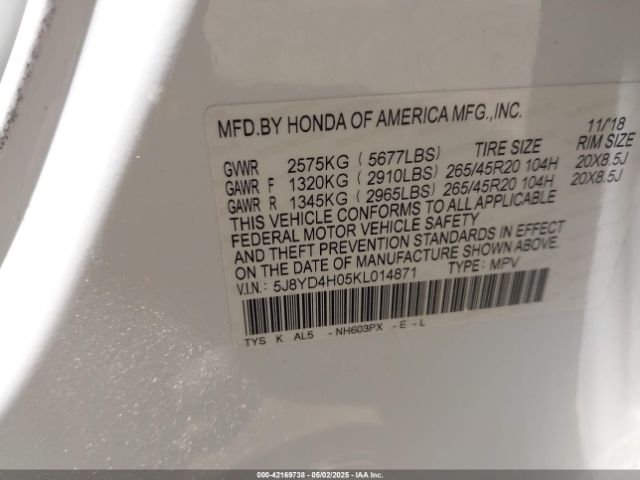 MFD.BY HONDA OF AMERICA MFG.,INC. 11/18
TIRE SIZE RIM SIZE
GVWR 2575KG ( 5677LBS)
GAWR F 1320KG ( 2910LBS) 265/45R20 104H 20X8.5J
GAWR R 1345KG ( 2965LBS) 265/45R20 104H 20X8.5J
THIS VEHICLE CONFORMS TO ALL APPLICABLE
FEDERAL MOTOR VEHICLE SAFETY
AND THEFT PREVENTION STANDARDS IN EFFECT
ON THE DATE OF MANUFACTURE SHOWN ABOVE.
V.I.N.: 5J8YD4H05KL014871 TYPE: MPV
TYS K AL5 -NH603PX -E-L
000-42169738 - 05/02/2025 - IAAI, Inc.